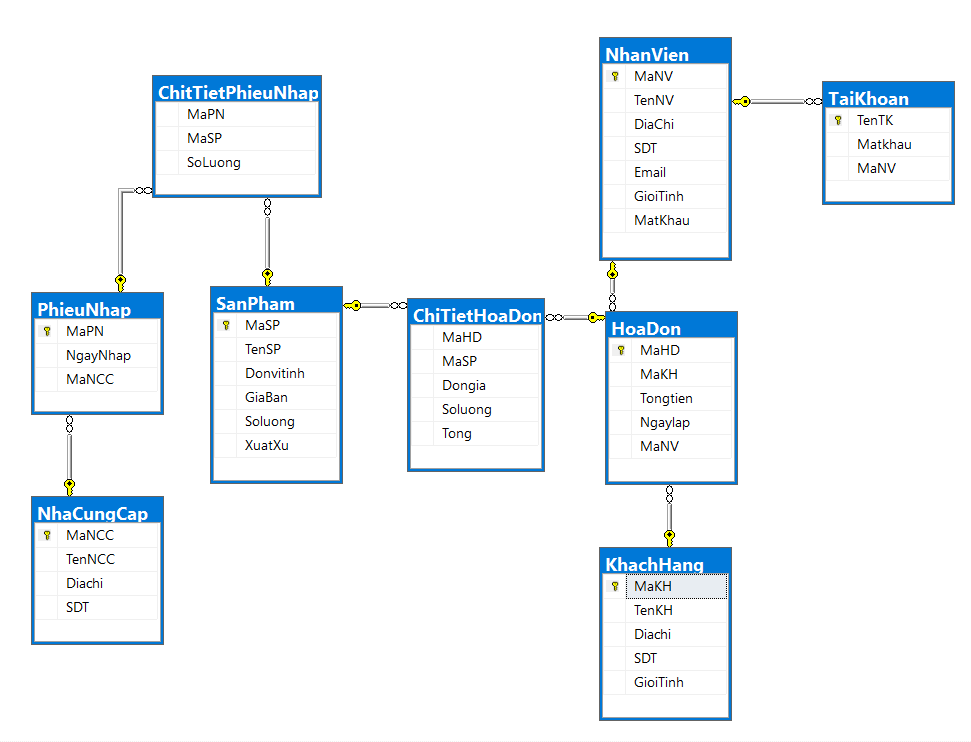 ChitTietPhieuNhap
MaPN
MaSP
SoLuong
NhanVien
MaNV
TenNV
DiaChi
SDT
Email
GioiTinh
MatKhau
TaiKhoan
TenTK
Matkhau
MaNV
PhieuNhap
MaPN
NgayNhap
MaNCC
SanPham
MaSP
TenSP
Donvitinh
GiaBan
Soluong
XuatXu
ChiTietHoaDon
MaHD
MaSP
Dongia
Soluong
Tong
HoaDon
MaHD
MaKH
Tongtien
Ngaylap
MaNV
NhaCungCap
MaNCC
TenNCC
Diachi
SDT
KhachHang
MaKH
TenKH
Diachi
SDT
GioiTinh